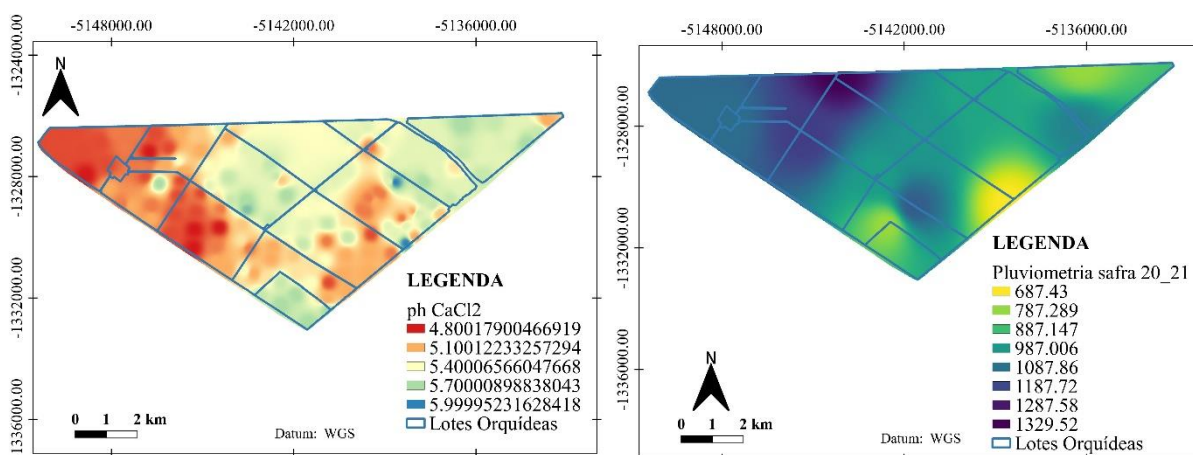 -5148000.00
-5142000.00
-5136000.00
-1324000.00
-1328000.00
-1332000.00
-1336000.00
N
LEGENDA
ph CaCl2
4.80017900466919
5.10012233257294
5.40006566047668
5.70000898838043
5.99995231628418
Lotes Orquídeas
0 1 2 km
Datum: WGS
-5148000.00
-5142000.00
-5136000.00
-1328000.00
-1332000.00
-1336000.00
LEGENDA
Pluviometria safra 20_21
687.43
787.289
887.147
987.006
1087.86
1187.72
1287.58
1329.52
Lotes Orquídeas
N
0 1 2 km
Datum: WGS